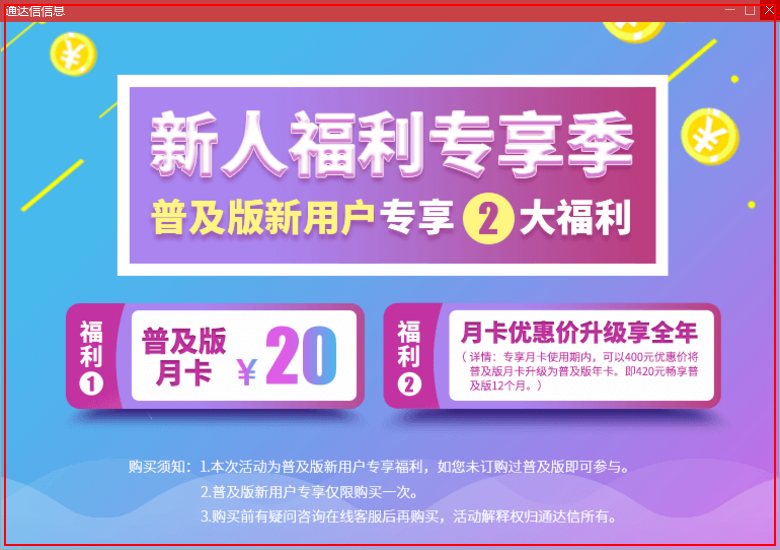 通达信信息
新人福利专享季
普及版新用户专享2大福利
福利1
普及版
月卡
¥20
福利2
月卡优惠价升级享全年
（详情：专享月卡使用期内，可以400元优惠价将
普及版月卡升级为普及版年卡。即420元畅享普
及版12个月。）
购买须知：1.本次活动为普及版新用户专享福利，如您未订购过普及版即可参与。
2.普及版新用户专享仅限购买一次。
3.购买前有疑问咨询在线客服后再购买，活动解释权归通达信所有。